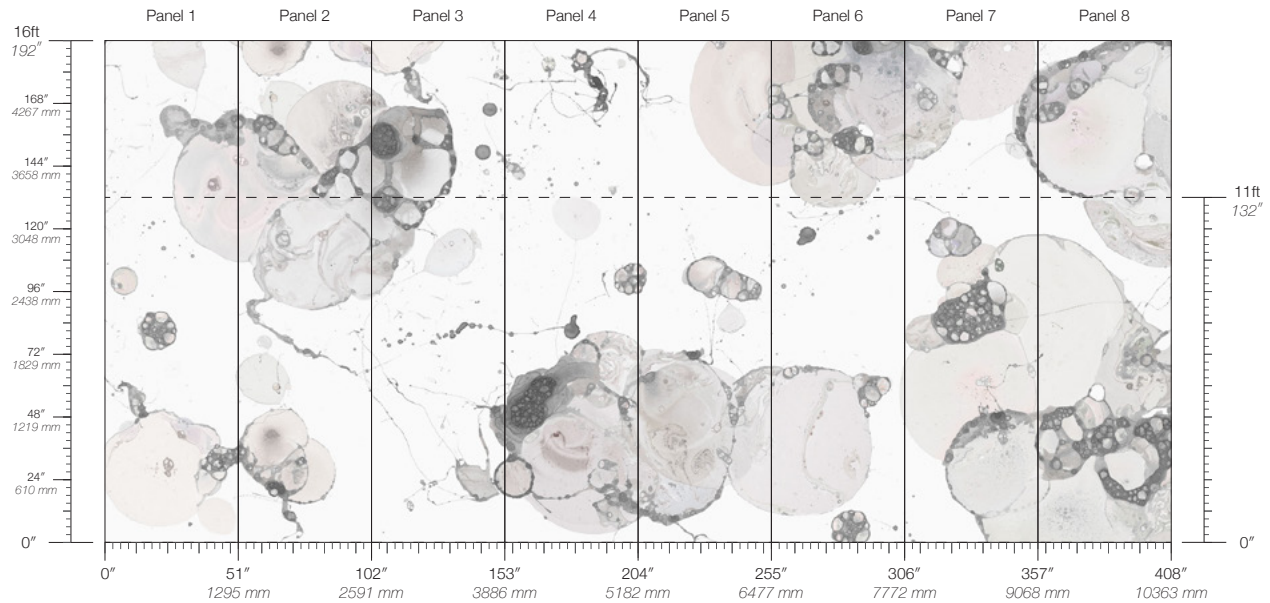 Panel 1 Panel 2 Panel 3 Panel 4 Panel 5 Panel 6 Panel 7 Panel 8
16ft
192″
168″
4267 mm
144″
3658 mm
11ft
132″
120″
3048 mm
96″
2438 mm
72″
1829 mm
48″
1219 mm
24″
610 mm
0″ 0″
0″ 51″ 102″ 153″ 204″ 255″ 306″ 357″ 408″
1295 mm 2591 mm 3886 mm 5182 mm 6477 mm 7772 mm 9068 mm 10363 mm